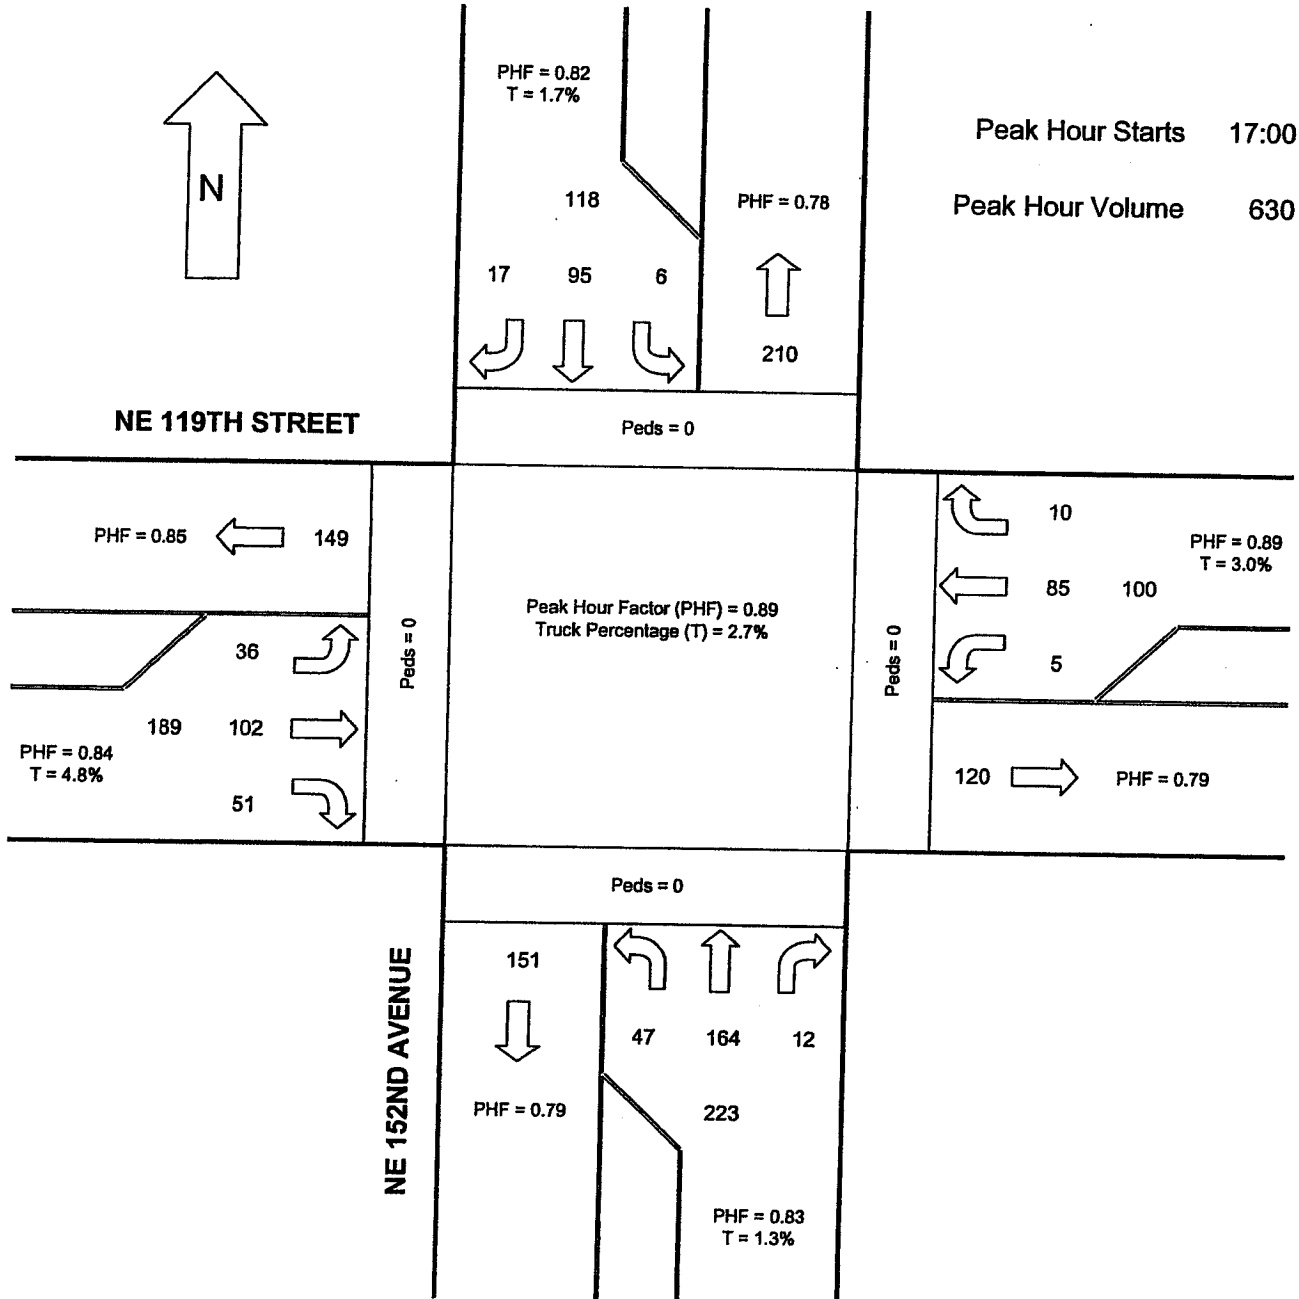 PHF = 0.82
T = 1.7%
Peak Hour Starts 17:00
N
118
PHF = 0.78
Peak Hour Volume 630
17 95 6
210
NE 119TH STREET
Peds = 0
PHF = 0.85 149
10
PHF = 0.89
T = 3.0%
85 100
5
Peak Hour Factor (PHF) = 0.89
Truck Percentage (T) = 2.7%
Peds = 0
Peds = 0
36
189 102
PHF = 0.84
T = 4.8%
51
120 PHF = 0.79
Peds = 0
151
NE 152ND AVENUE
47 164 12
PHF = 0.79
223
PHF = 0.83
T = 1.3%